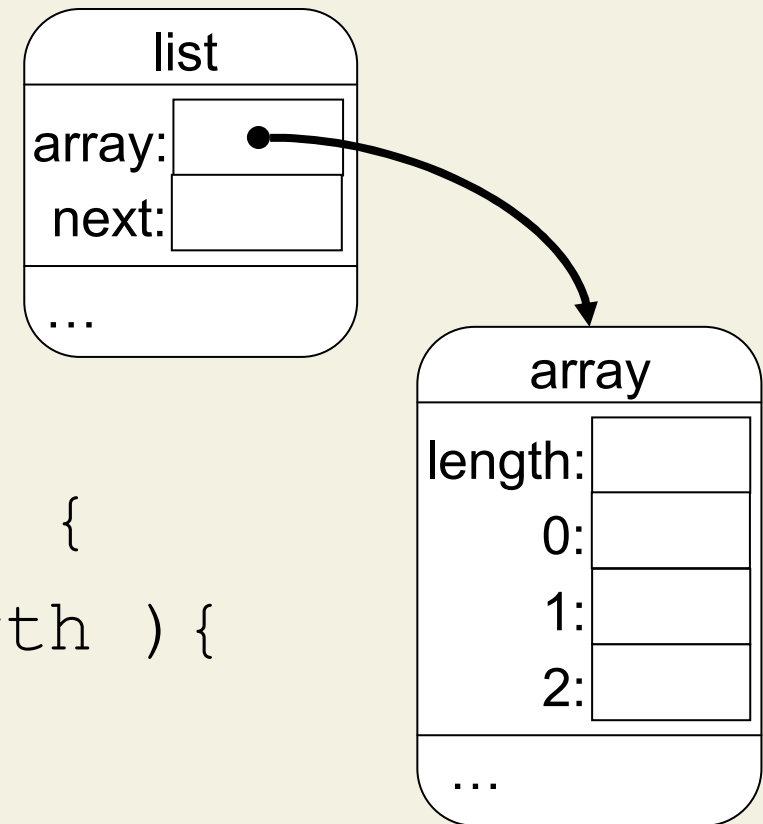 list
array:
next:
…
array
length:
0:
1:
2:
…
{
){